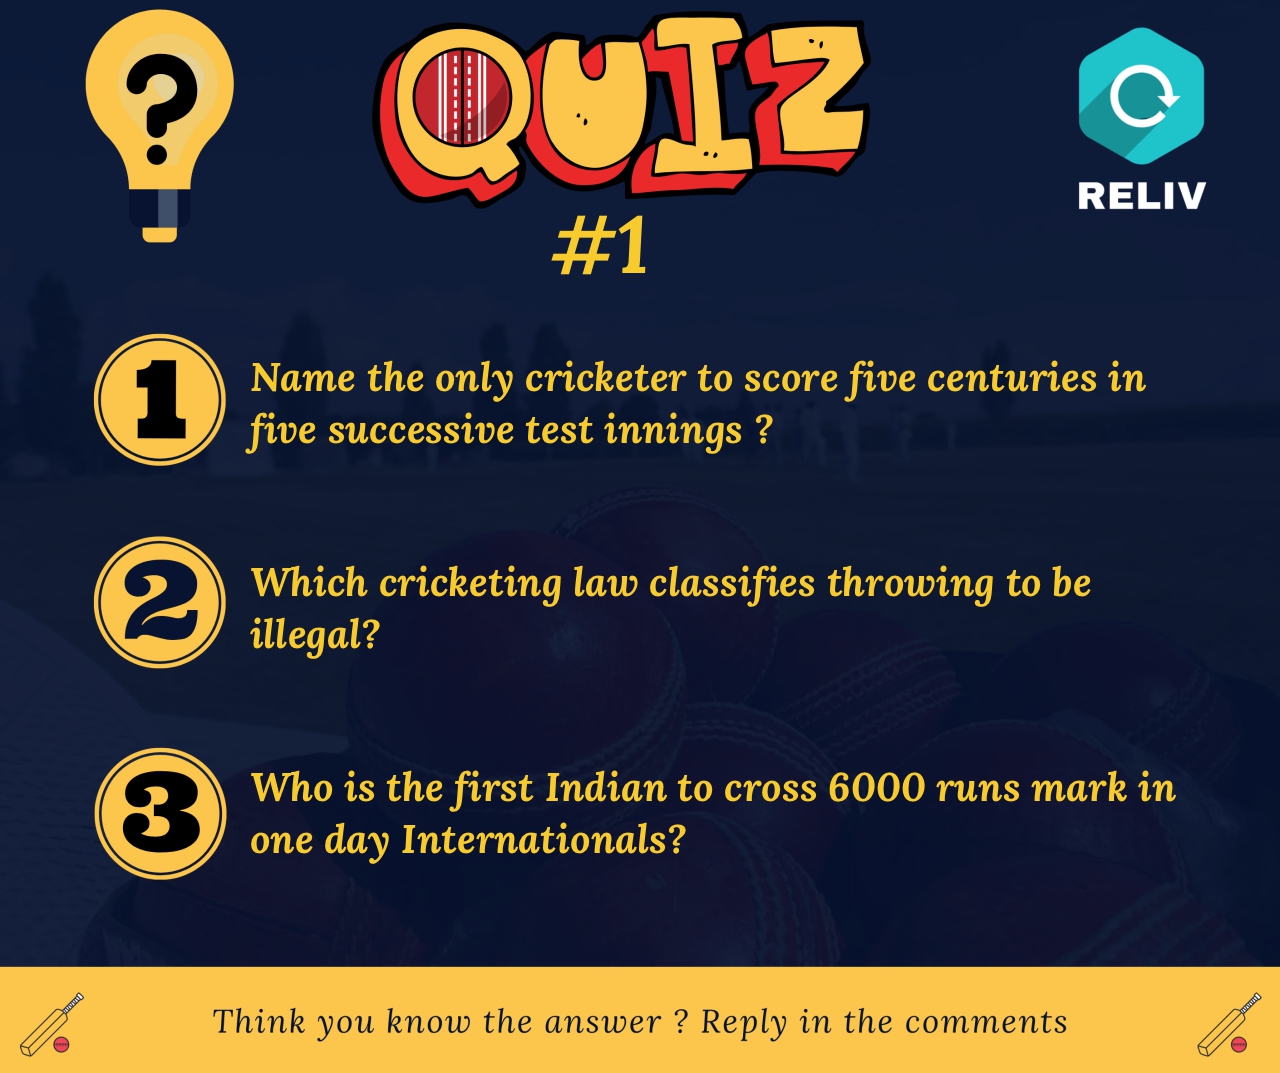 ?
QUIZ
RELIV
#1
1
Name the only cricketer to score five centuries in
five successive test innings ?
2
Which cricketing law classifies throwing to be
illegal?
3
Who is the first Indian to cross 6000 runs mark in
one day Internationals?
Think you know the answer ? Reply in the comments